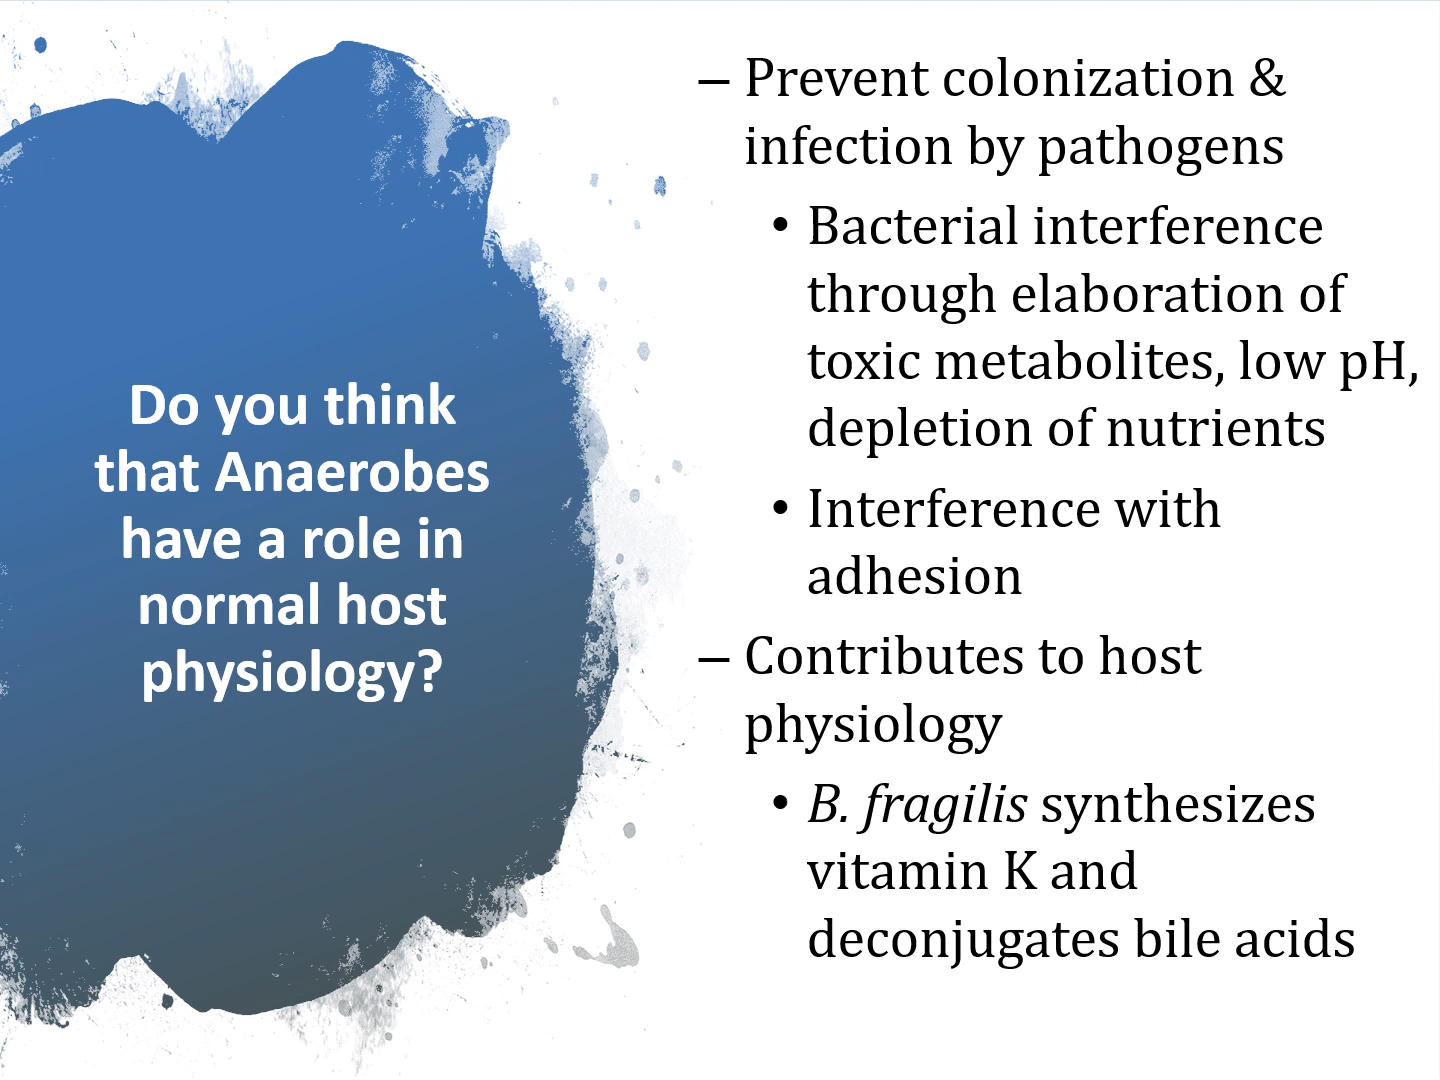 Do you think
that Anaerobes
have a role in
normal host
physiology?
– Prevent colonization &
infection by pathogens
• Bacterial interference
through elaboration of
toxic metabolites, low pH,
depletion of nutrients
• Interference with
adhesion
– Contributes to host
physiology
• B. fragilis synthesizes
vitamin K and
deconjugates bile acids